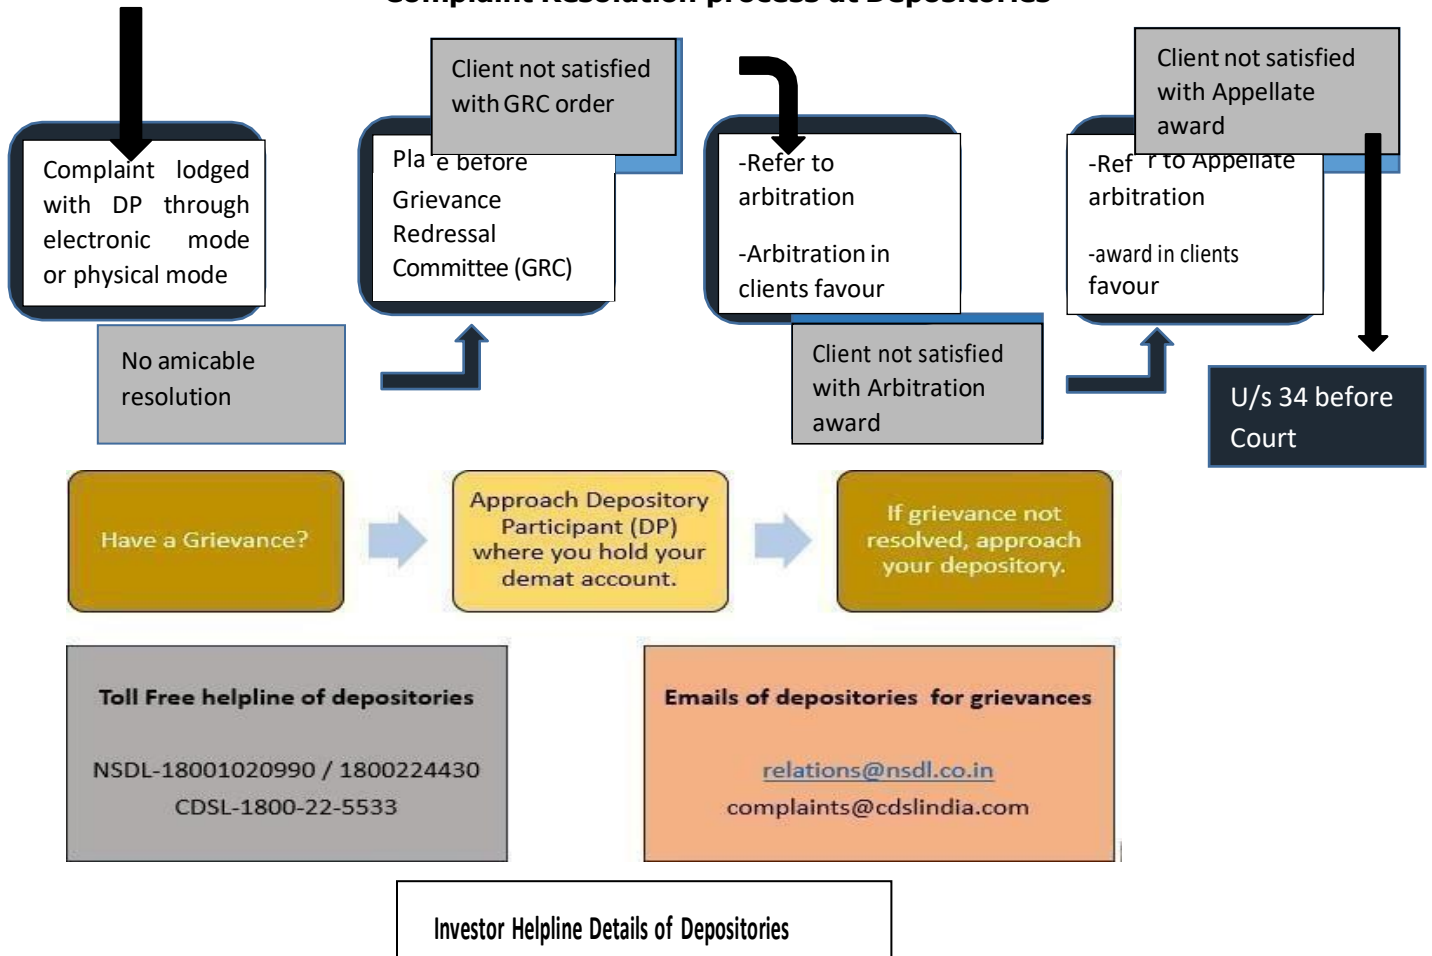 Complaint Resolution process at Depositories
Complaint lodged
with DP through
electronic mode
or physical mode
No amicable
resolution
Pla e before
Grievance
Redressal
Committee (GRC)
Client not satisfied
with GRC order
-Refer to
arbitration
-Arbitration in
clients favour
Client not satisfied
with Arbitration
award
-Ref r to Appellate
arbitration
-award in clients
favour
Client not satisfied
with Appellate
award
U/s 34 before
Court
Have a Grievance?
Approach Depository
Participant (DP)
where you hold your
demat account.
If grievance not
resolved, approach
your depository.
Toll Free helpline of depositories
NSDL-18001020990 / 1800224430
CDSL-1800-22-5533
Emails of depositories for grievances
relations@nsdl.co.in
complaints@cdslindia.com
Investor Helpline Details of Depositories